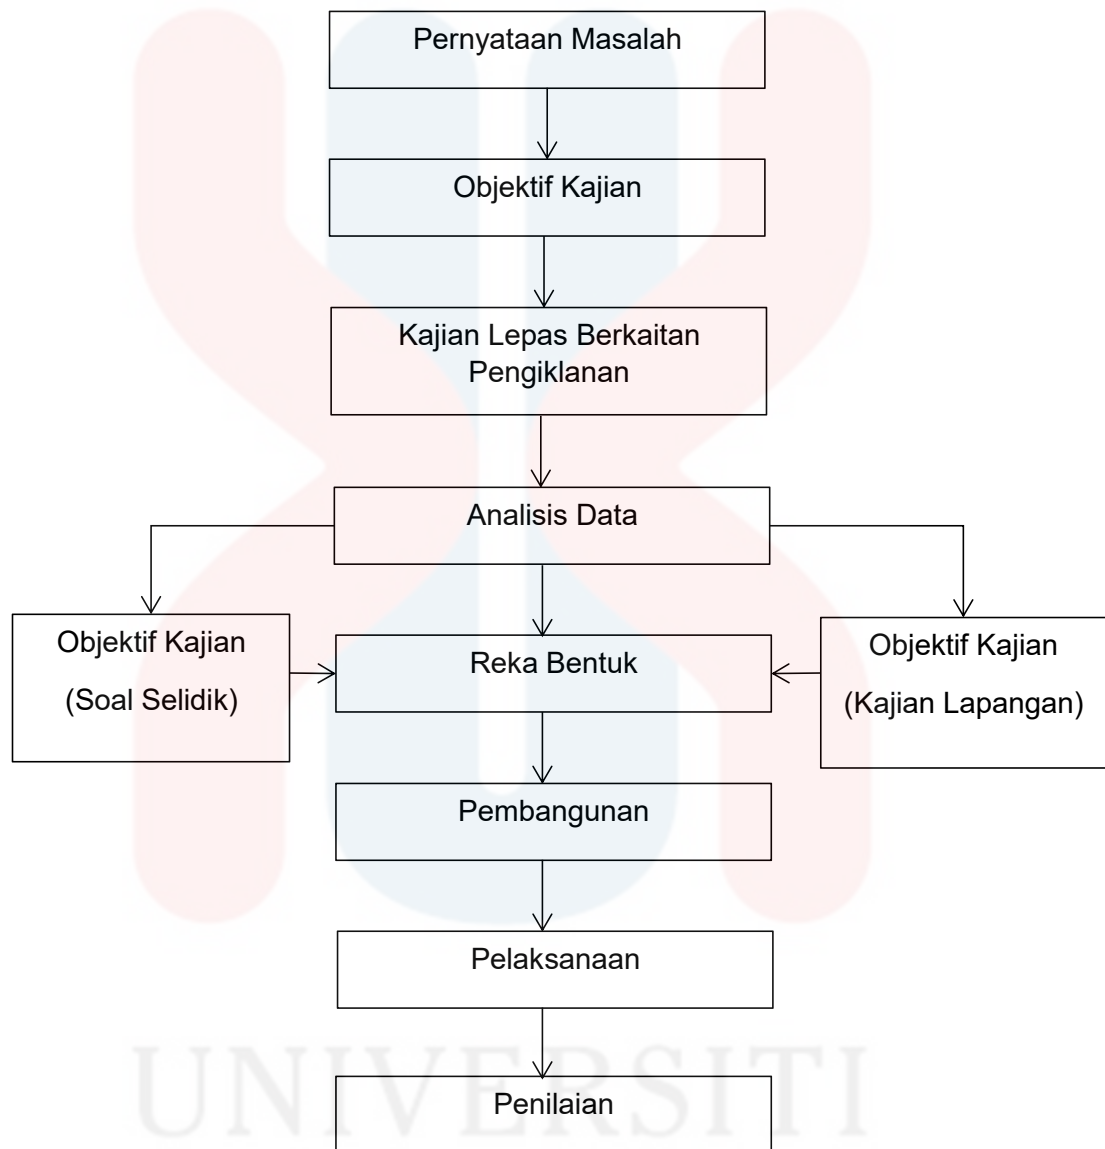 Pernyataan Masalah
Objektif Kajian
Kajian Lepas Berkaitan
Pengiklanan
Analisis Data
Objektif Kajian
(Soal Selidik)
Reka Bentuk
Objektif Kajian
(Kajian Lapangan)
Pembangunan
Pelaksanaan
Penilaian
UNIVERSITI